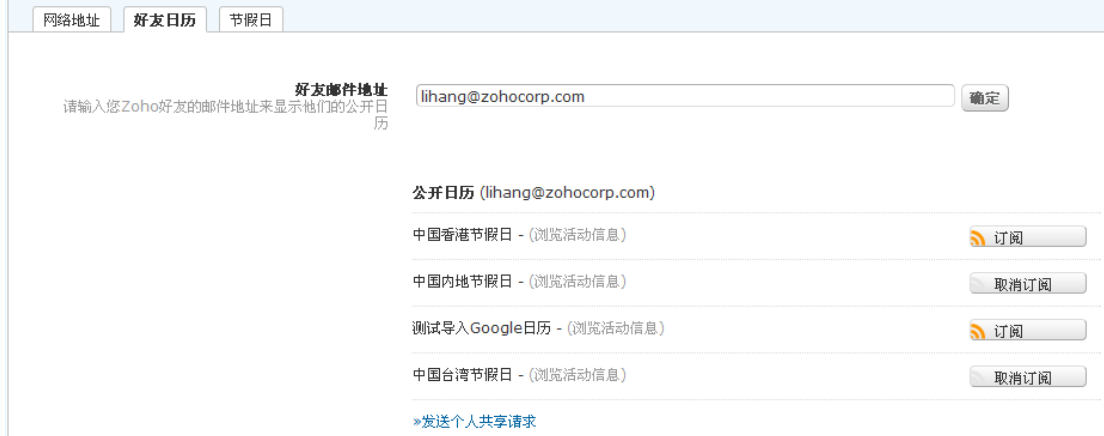 网络地址 好友日历 节假日
好友邮件地址
请输入您Zoho好友的邮件地址来显示他们的公开日
历
lihang@zohocorp.com 确定
公开日历 (lihang@zohocorp.com)
中国香港节假日 - (浏览活动信息) 订阅
中国内地节假日 - (浏览活动信息) 取消订阅
测试导入Google日历 - (浏览活动信息) 订阅
中国台湾节假日 - (浏览活动信息) 取消订阅
»发送个人共享请求